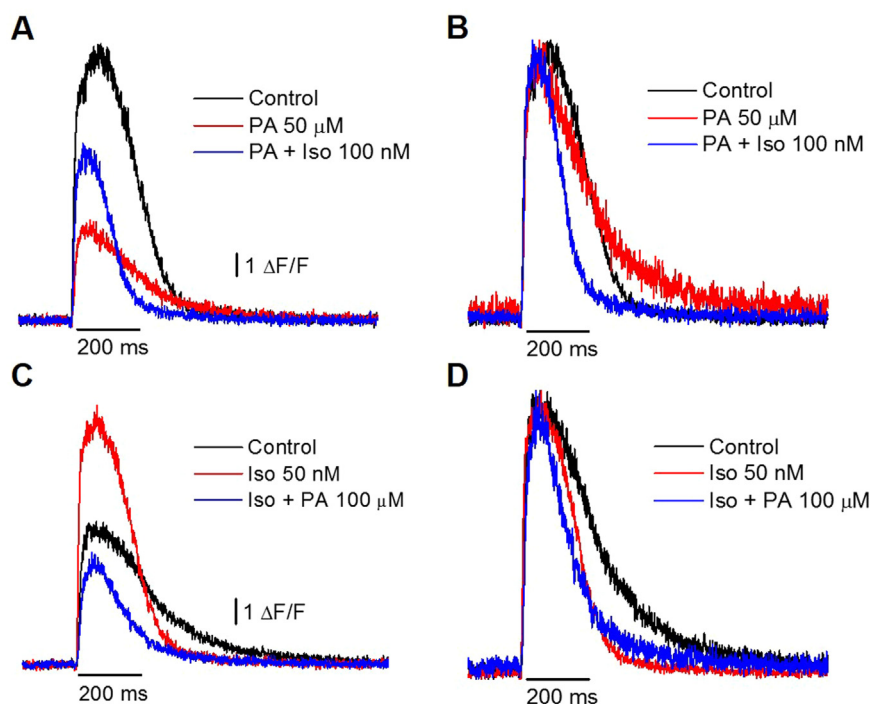 A
Control
PA 50 μM
PA + Iso 100 nM
1 ΔF/F
200 ms
B
Control
PA 50 μM
PA + Iso 100 nM
200 ms
C
Control
Iso 50 nM
Iso + PA 100 μM
1 ΔF/F
200 ms
D
Control
Iso 50 nM
Iso + PA 100 μM
200 ms